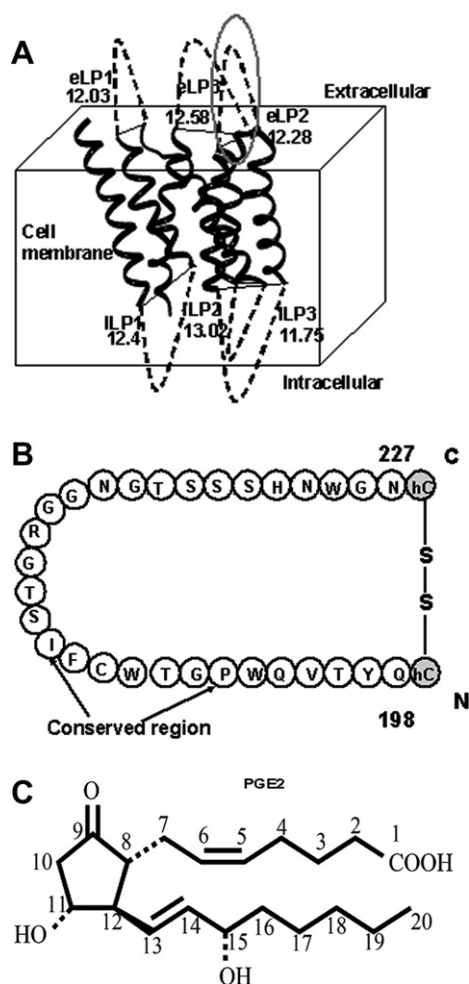 A
eLP1
12.03
eLP3
12.58
eLP2
12.28
Extracellular
Cell
membrane
ILP1
12.4
ILP2
13.02
ILP3
11.75
Intracellular
B
227
C
G G N G T S S S H N W G N hC
R
G
T
S
S
S
I F C W T G P W Q V T Y Q hC
Conserved region
198
N
C
PGE2
O
9
8
7
6
5
4
3
2
1
COOH
10
11
12
13
14
15
16
17
18
19
20
HO
OH